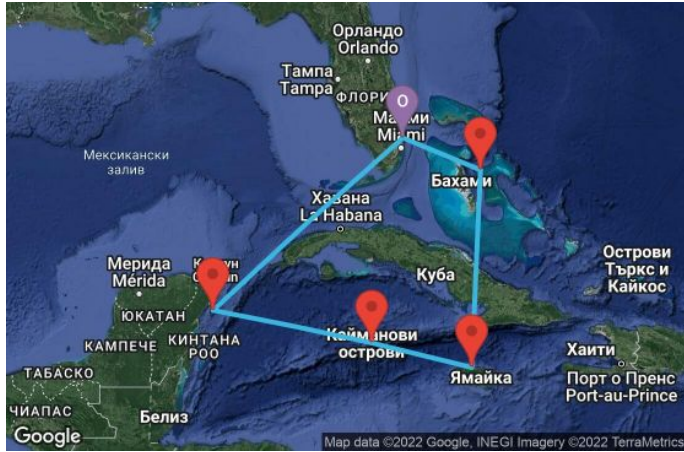 Орландо
Orlando
Тампа
Tampa
ФЛОРИ
O
Miami
Мексикански
залив
Бахами
Хавана
La Habana
Мерида
Mérida
Куба
Острови
Търкс и
Кайкос
ЮКАТАН
КАМПЕЧЕ
КИНТАНА
РОО
Кайманови
острови
Хаити
ТАБАСКО
Ямайка
Порт о Пренс
Port-au-Prince
ЧИАПАС
Белиз
Google
Map data ©2022 Google, INEGI Imagery ©2022 TerraMetrics